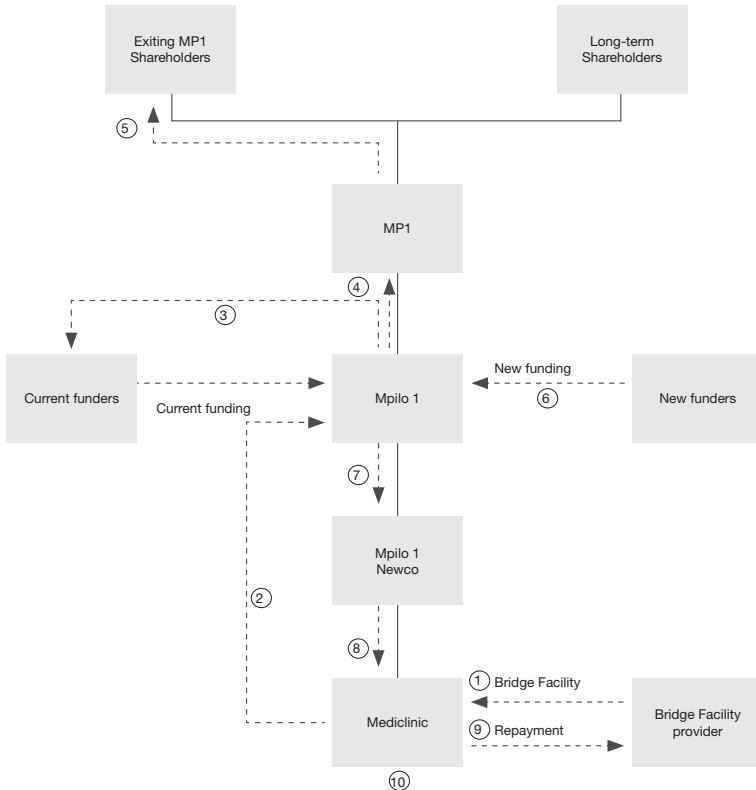 Exiting MP1
Shareholders
Long-term
Shareholders
5
MP1
4
3
Current funders
Current funding
Mpilo 1
New funding
6
New funders
7
Mpilo 1
Newco
2
8
Mediclinic
1 Bridge Facility
9 Repayment
Bridge Facility
provider
10